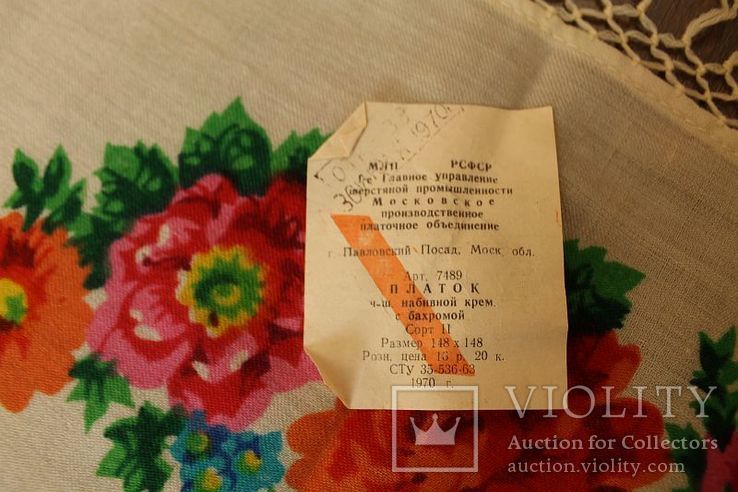 МЛП РСФСР
Главное управление
шерстяной промышленности
Московское
производственное
платочное объединение
г. Павловский Посад, Моск обл.
Арт. 7489
ПЛАТОК
ч-ш. набивной крем.
с бахромой
Сорт II
Размер 148 х 148
Розн. цена 16 р. 20 к.
СТУ 35-536-63
1970 г.
VIOLITY
Auction for Collectors
auction.violity.com